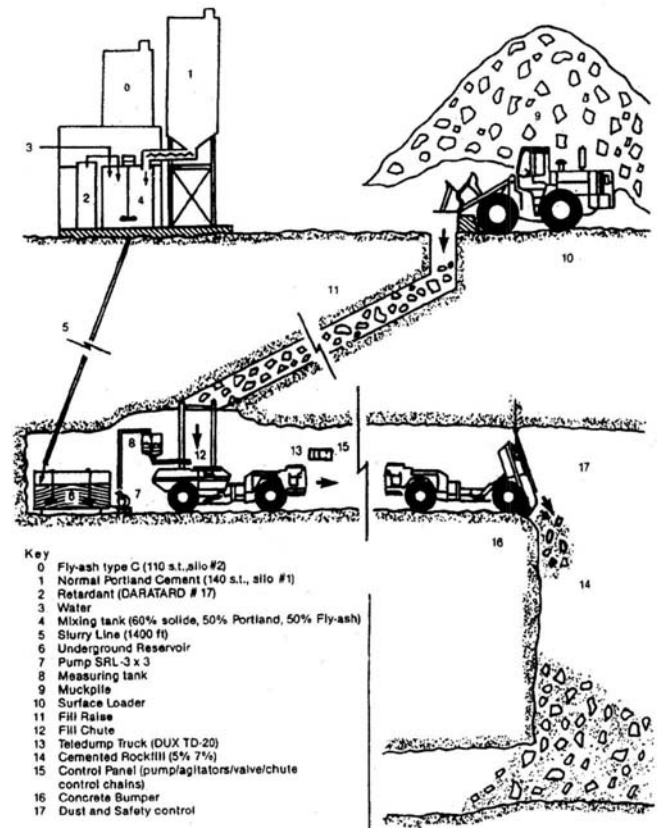 0
1
9
3
2
4
10
11
5
8
12
13
15
17
6
7
16
14
Key
0 Fly-ash type C (110 s.t.,silo #2)
1 Normal Portland Cement (140 s.t., silo #1)
2 Retardant (DARATARD # 17)
3 Water
4 Mixing tank (60% solide, 50% Portland, 50% Fly-ash)
5 Slurry Line (1400 ft)
6 Underground Reservoir
7 Pump SRL-3 x 3
8 Measuring tank
9 Muckpile
10 Surface Loader
11 Fill Raise
12 Fill Chute
13 Teledump Truck (DUX TD-20)
14 Cemented Rockfill (5% 7%)
15 Control Panel (pump/agitators/valve/chute
control chains)
16 Concrete Bumper
17 Dust and Safety control